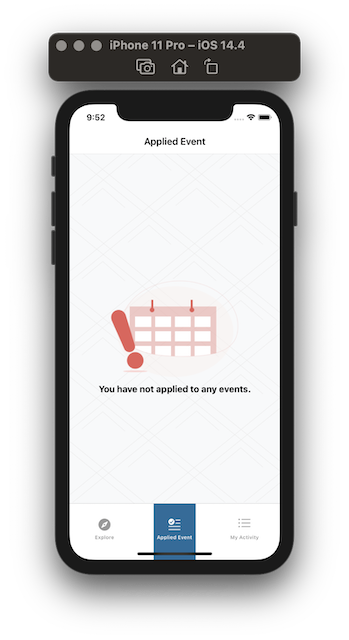 iPhone 11 Pro – iOS 14.4
9:52
Applied Event
You have not applied to any events.
Explore
Applied Event
My Activity